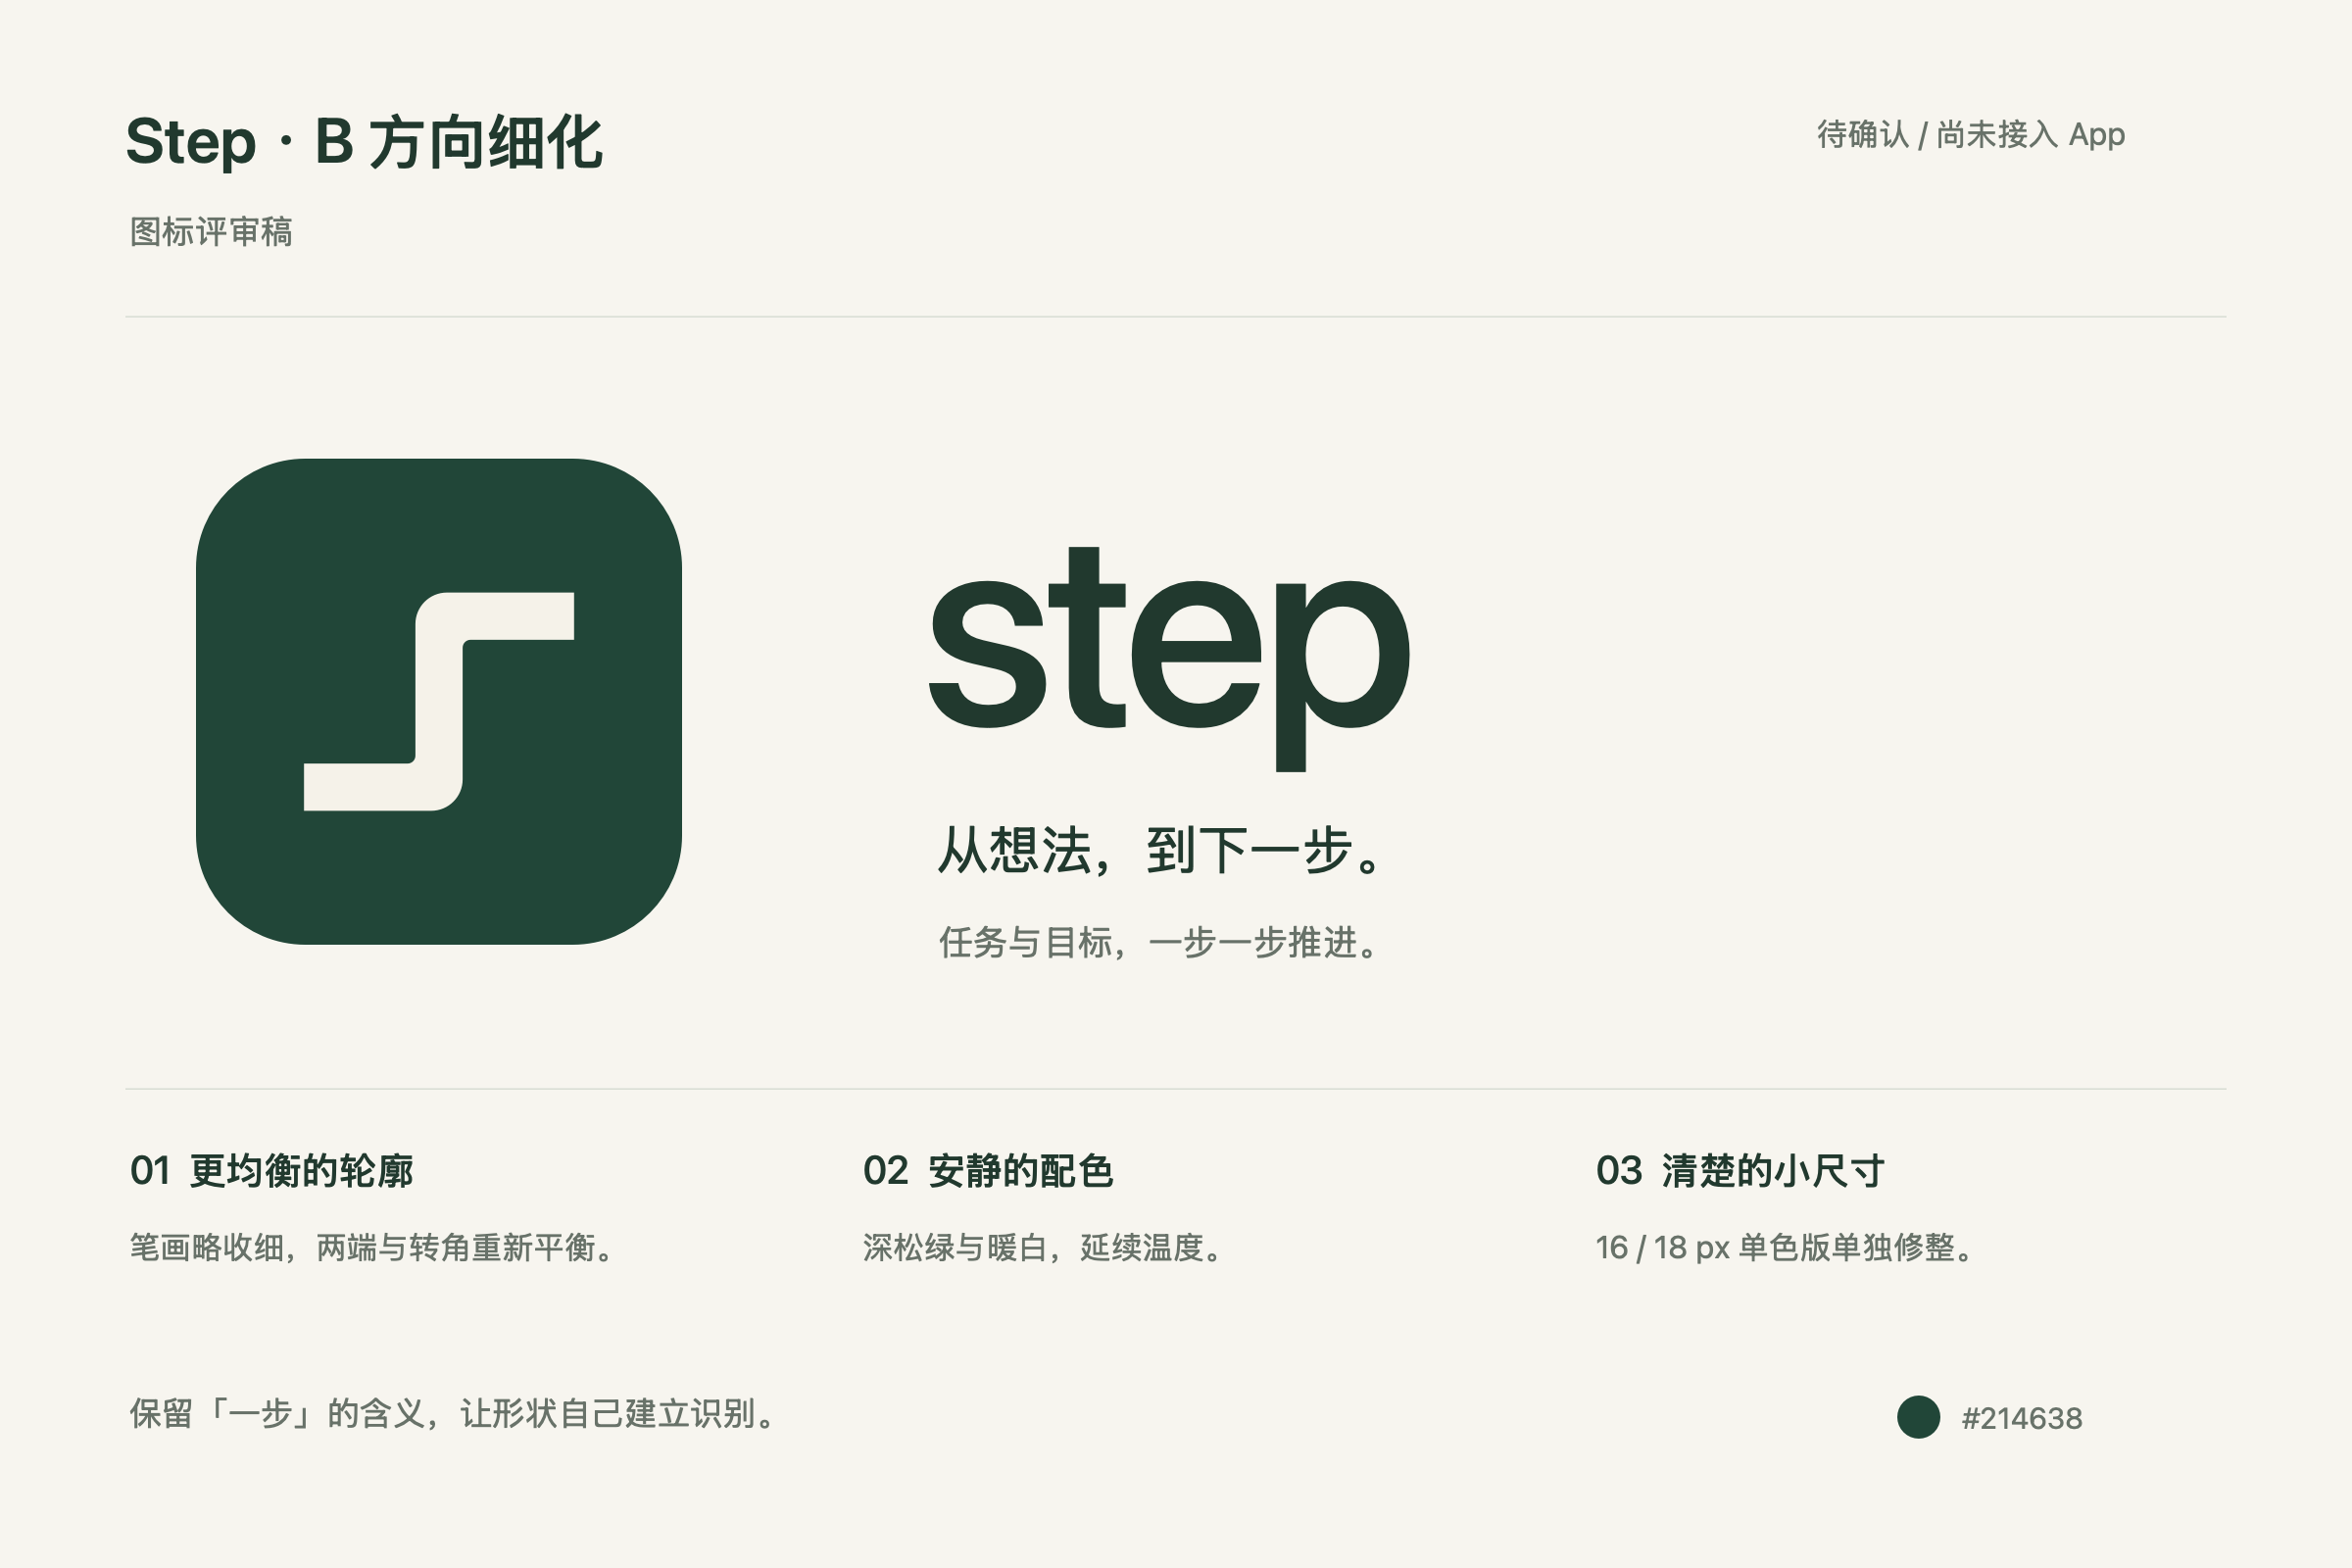 Step · B 方向细化
待确认 / 尚未接入 App
图标评审稿
step
从想法，到下一步。
任务与目标，一步一步推进。
01 更均衡的轮廓
笔画略收细，两端与转角重新平衡。
02 安静的配色
深松绿与暖白，延续温度。
03 清楚的小尺寸
16 / 18 px 单色版单独修整。
保留「一步」的含义，让形状自己建立识别。
#214638